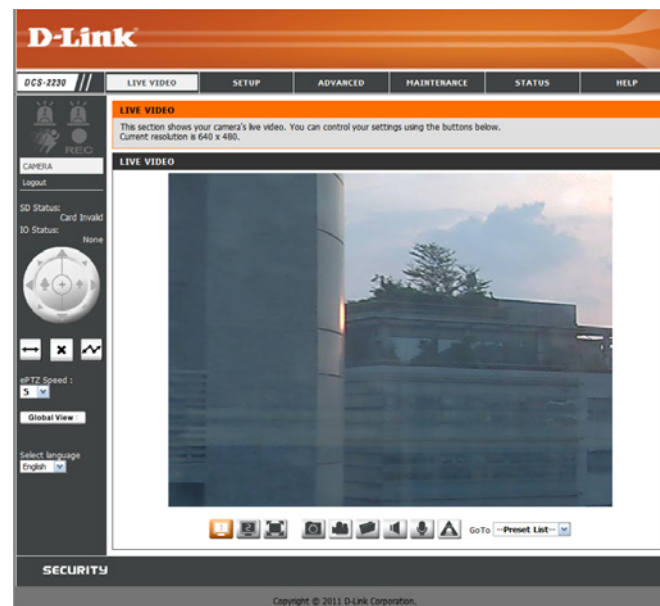 D-Link
DCS-2230
LIVE VIDEO
SETUP
ADVANCED
MAINTENANCE
STATUS
HELP
REC
CAMERA
Logout
SD Status:
Card Invalid
IO Status:
None
ePTZ Speed :
5
Global View :
Select language
English
LIVE VIDEO
This section shows your camera's live video. You can control your settings using the buttons below.
Current resolution is 640 x 480.
LIVE VIDEO
1 2 A GoTo --Preset List--
SECURITY
Copyright © 2011 D-Link Corporation.